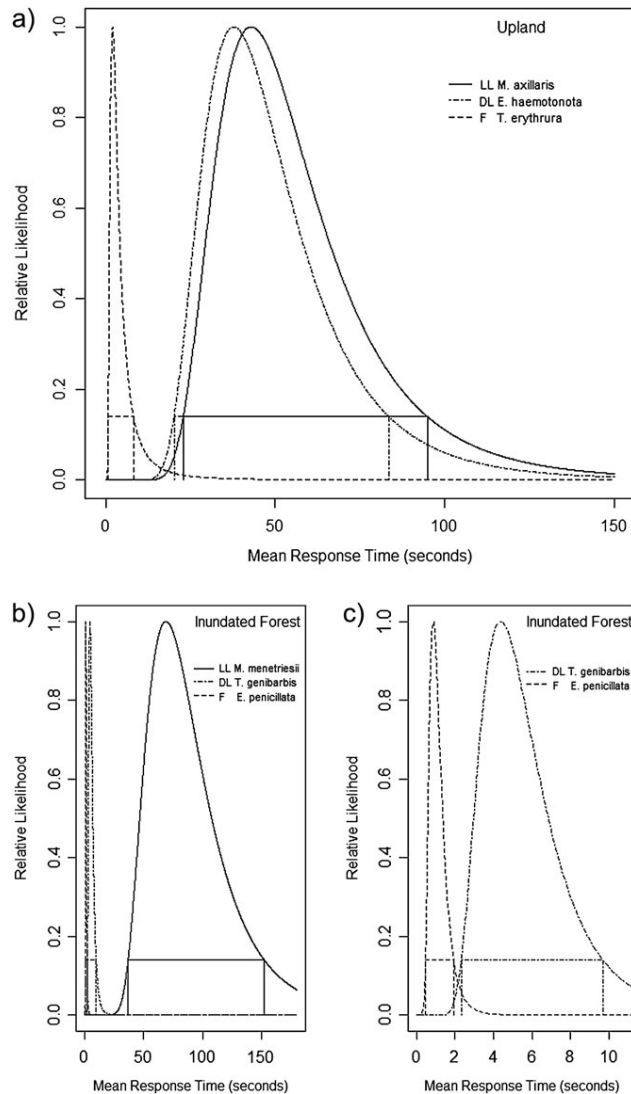 a)
Upland
LL M. axillaris
DL E. haemotonota
F T. erythrura
Relative Likelihood
0.0 0.2 0.4 0.6 0.8 1.0
0 50 100 150
Mean Response Time (seconds)
b)
Inundated Forest
LL M. menetriesii
DL T. genibarbis
F E. penicillata
Relative Likelihood
0.0 0.2 0.4 0.6 0.8 1.0
0 50 100 150
Mean Response Time (seconds)
c)
Inundated Forest
DL T. genibarbis
F E. penicillata
Relative Likelihood
0.0 0.2 0.4 0.6 0.8 1.0
0 2 4 6 8 10
Mean Response Time (seconds)